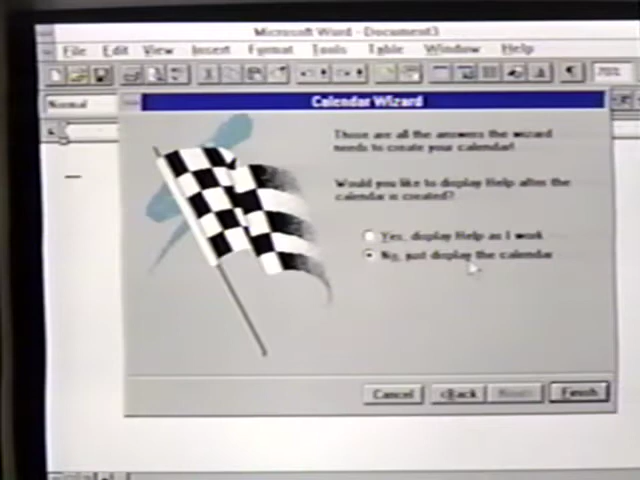 Microsoft Word - Document3
File Edit View Insert Format Tools Table Window Help
Normal
Calendar Wizard
Those are all the answers the wizard
needs to create your calendar!
Would you like to display Help after the
calendar is created?
Yes, display Help as I work
No, just display the calendar
Cancel <Back Next> Finish